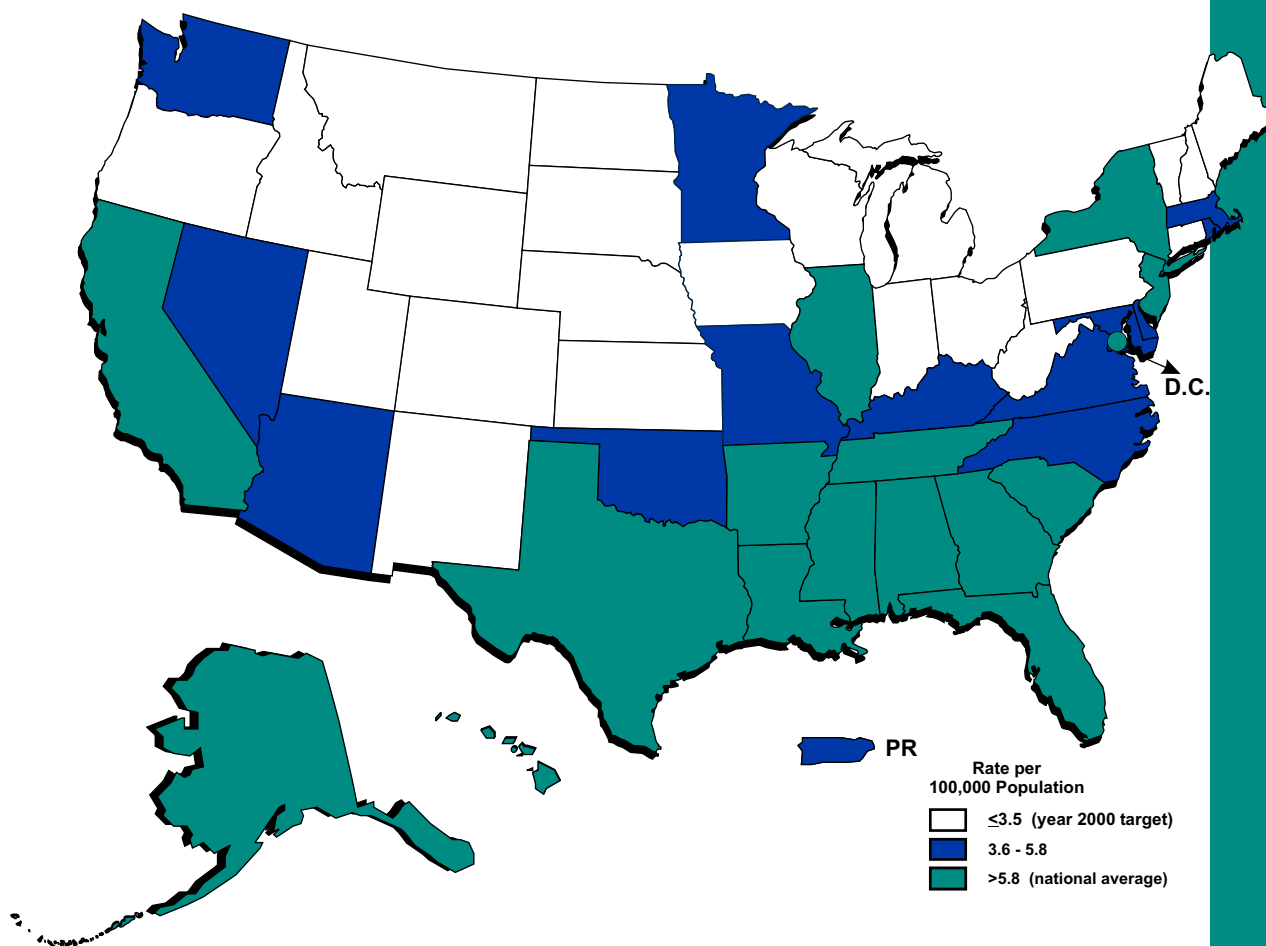 D.C.
PR
Rate per
100,000 Population
≤3.5 (year 2000 target)
3.6 - 5.8
>5.8 (national average)